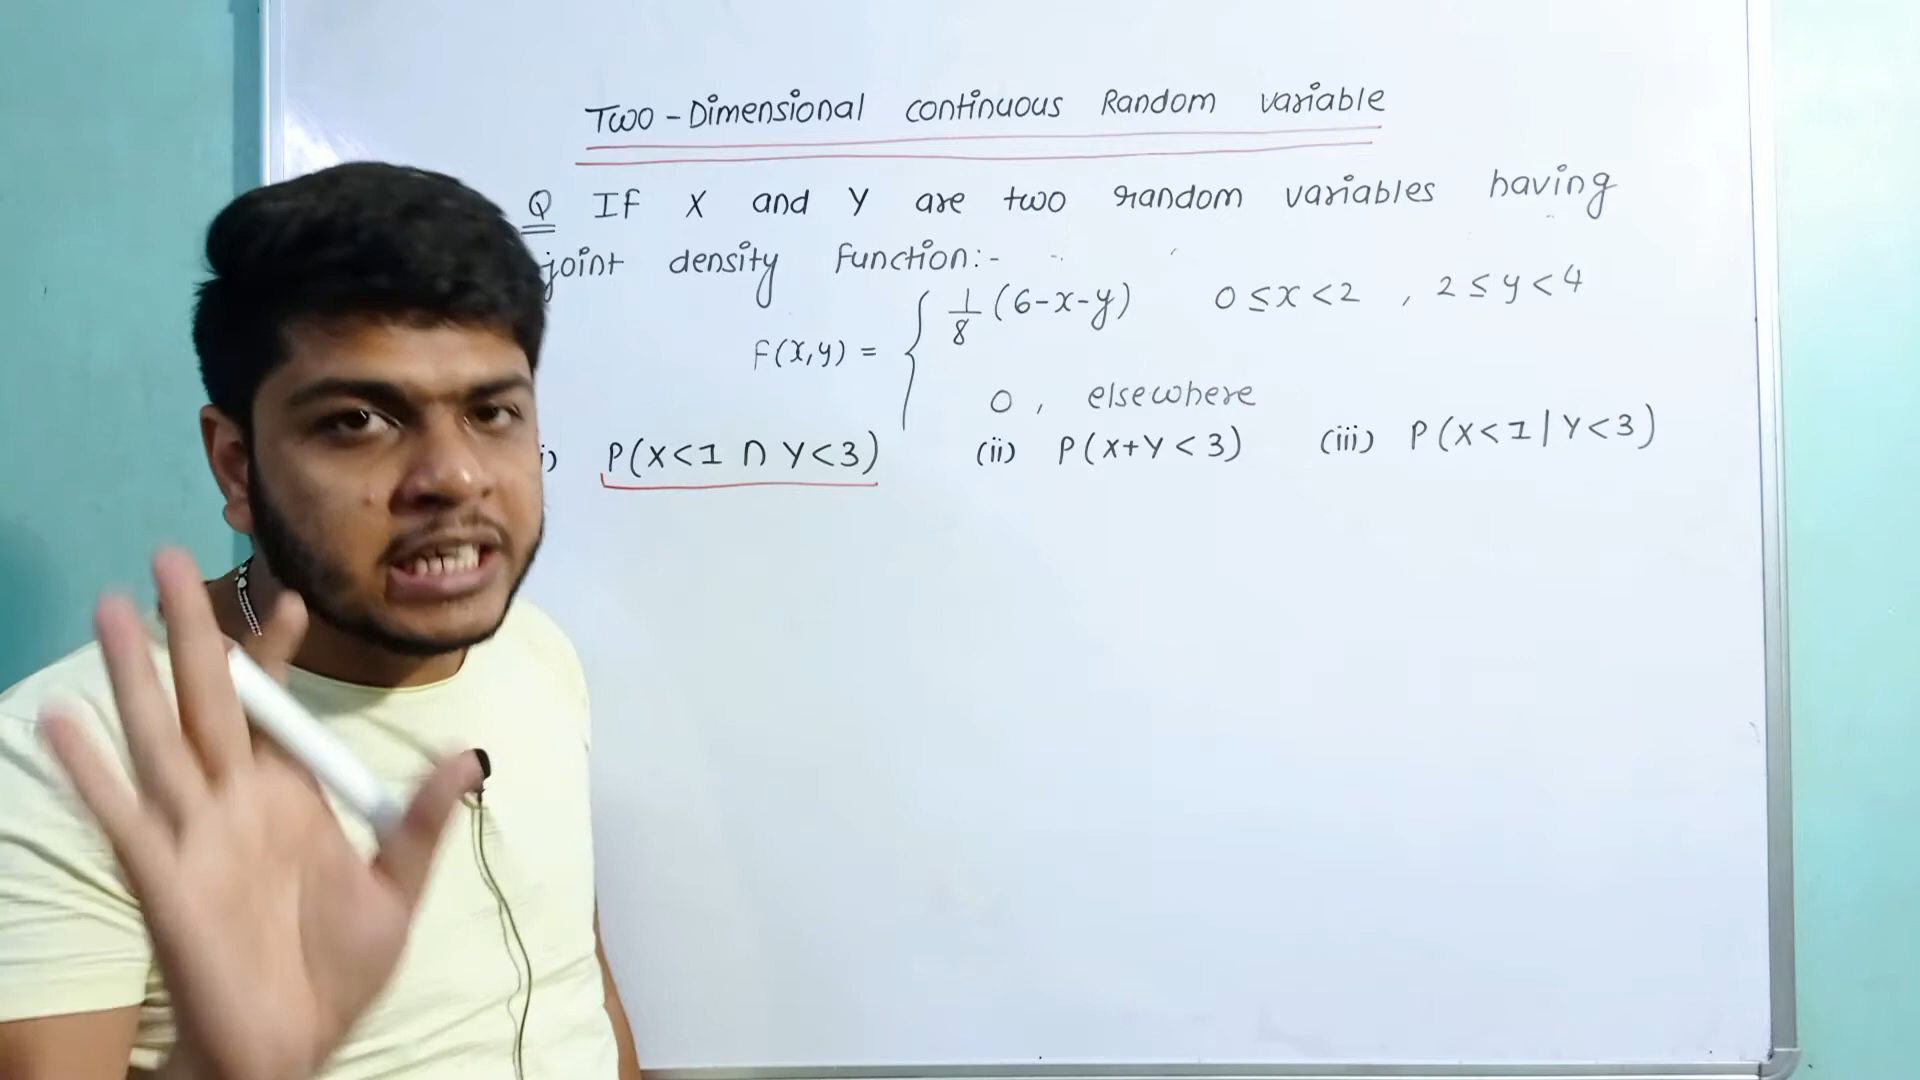 Two-Dimensional continuous Random variable
Q If X and Y are two random variables having
joint density function:-
F(x,y) = { 1/8 (6-x-y) 0 ≤ x < 2 , 2 ≤ y < 4
0 , elsewhere
i) P(X<1 ∩ Y<3) (ii) P(X+Y<3) (iii) P(X<1|Y<3)